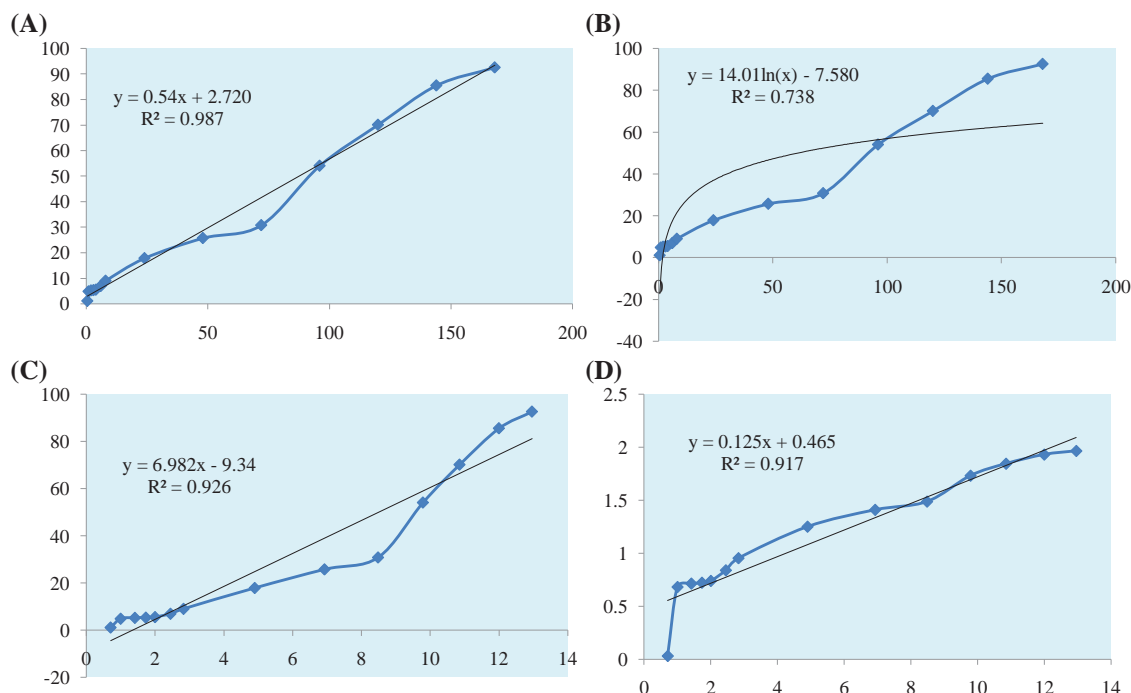 (A)
100
90
80
70
60
50
40
30
20
10
0
0 50 100 150 200
y = 0.54x + 2.720
R² = 0.987
(B)
100
80
60
40
20
0
-20
-40
0 50 100 150 200
y = 14.01ln(x) - 7.580
R² = 0.738
(C)
100
80
60
40
20
0
-20
0 2 4 6 8 10 12 14
y = 6.982x - 9.34
R² = 0.926
(D)
2.5
2
1.5
1
0.5
0
0 2 4 6 8 10 12 14
y = 0.125x + 0.465
R² = 0.917